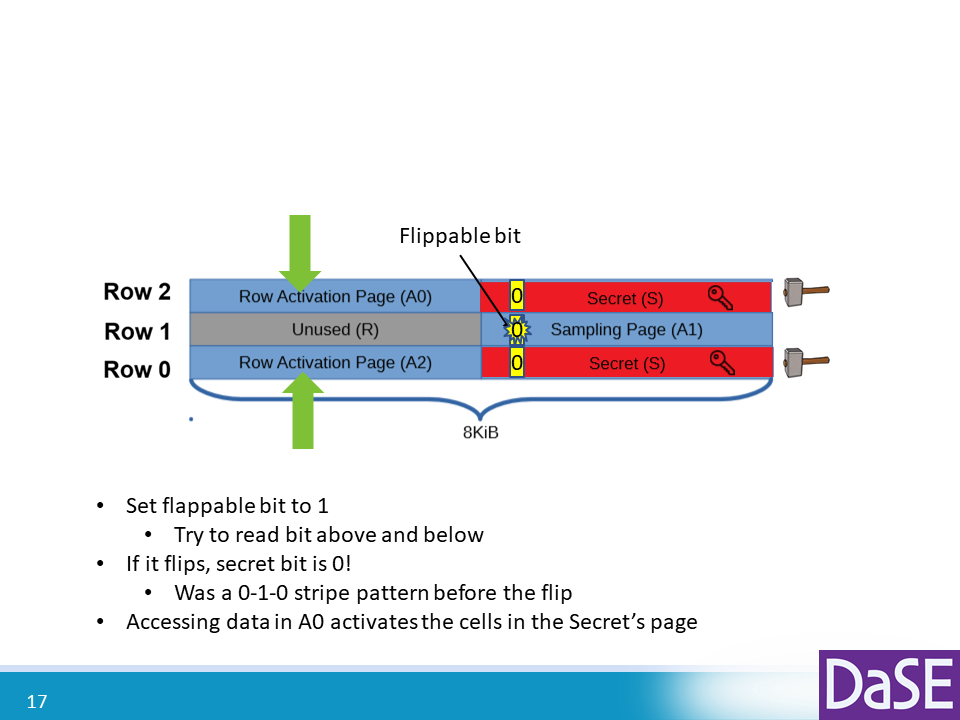 Flippable bit
Row 2
Row Activation Page (A0)
0
Secret (S)
Row 1
Unused (R)
0
Sampling Page (A1)
Row 0
Row Activation Page (A2)
0
Secret (S)
8KiB
• Set flappable bit to 1
• Try to read bit above and below
• If it flips, secret bit is 0!
• Was a 0-1-0 stripe pattern before the flip
• Accessing data in A0 activates the cells in the Secret’s page
17
DaSE